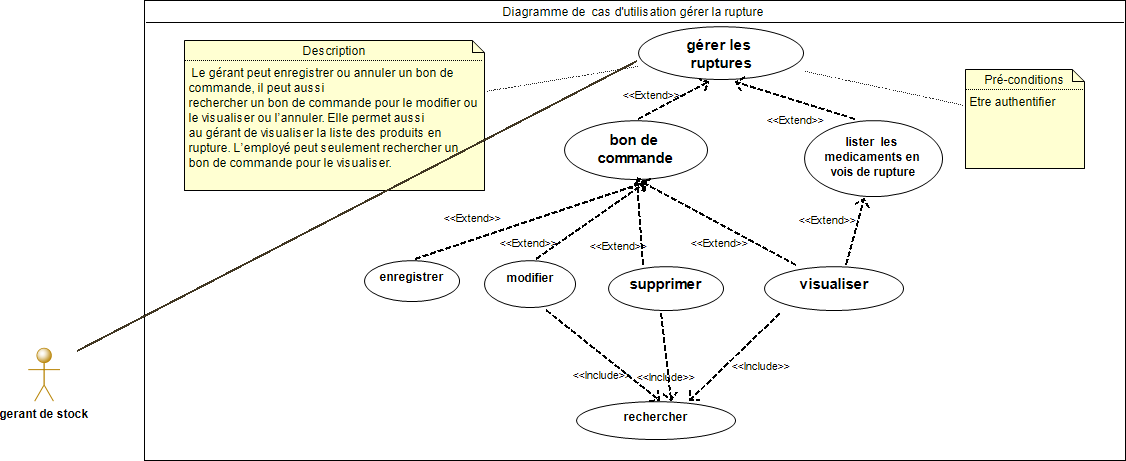 Diagramme de cas d'utilisation gérer la rupture
Description
Le gérant peut enregistrer ou annuler un bon de
commande, il peut aussi
rechercher un bon de commande pour le modifier ou
le visualiser ou l'annuler. Elle permet aussi
au gérant de visualiser la liste des produits en
rupture. L'employé peut seulement rechercher un
bon de commande pour le visualiser.
gérer les
ruptures
Pré-conditions
Etre authentifier
<<Extend>>
<<Extend>>
bon de
commande
lister les
medicaments en
vois de rupture
<<Extend>>
<<Extend>>
<<Extend>>
<<Extend>>
<<Extend>>
enregistrer
modifier
supprimer
visualiser
<<Include>>
<<Include>>
<<Include>>
rechercher
gerant de stock